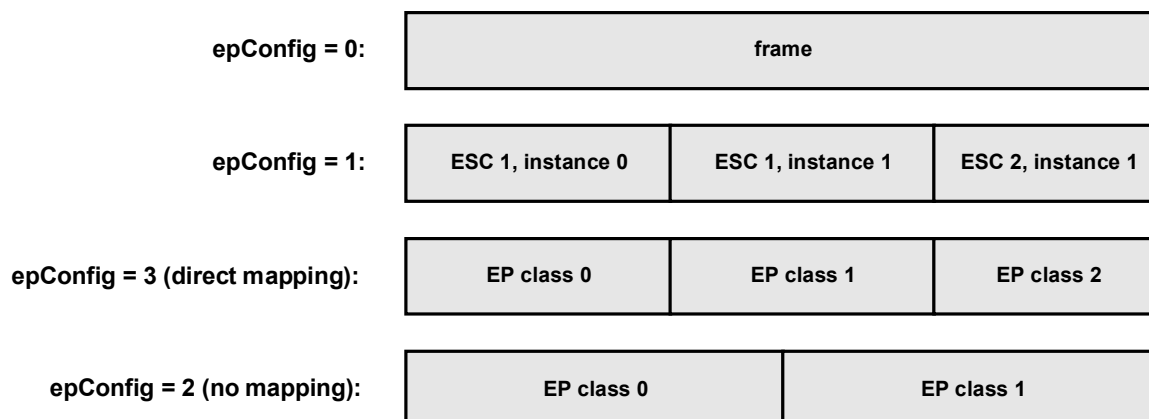 epConfig = 0: frame
epConfig = 1: ESC 1, instance 0 ESC 1, instance 1 ESC 2, instance 1
epConfig = 3 (direct mapping): EP class 0 EP class 1 EP class 2
epConfig = 2 (no mapping): EP class 0 EP class 1